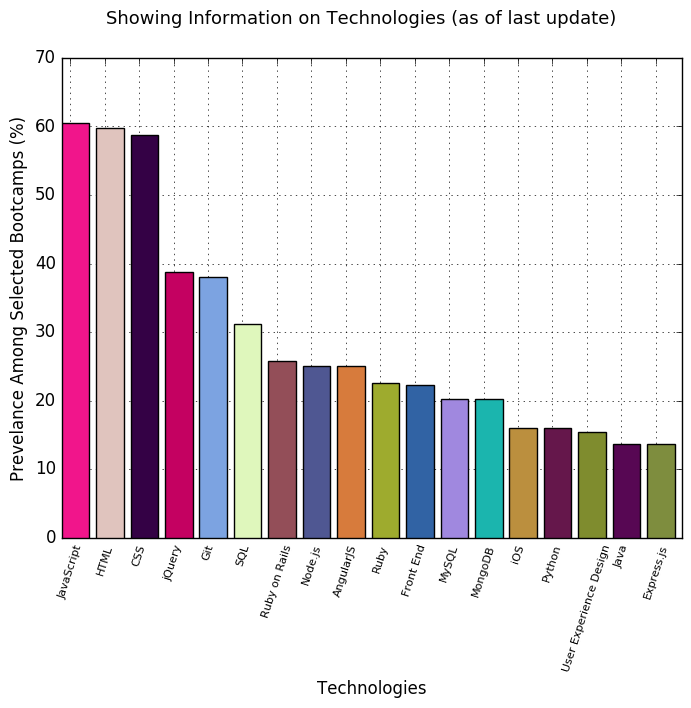 Showing Information on Technologies (as of last update)
Prevelance Among Selected Bootcamps (%)
70
60
50
40
30
20
10
0
JavaScript
HTML
CSS
jQuery
Git
SQL
Ruby on Rails
Node.js
AngularJS
Ruby
Front End
MySQL
MongoDB
iOS
Python
User Experience Design
Java
Express.js
Technologies